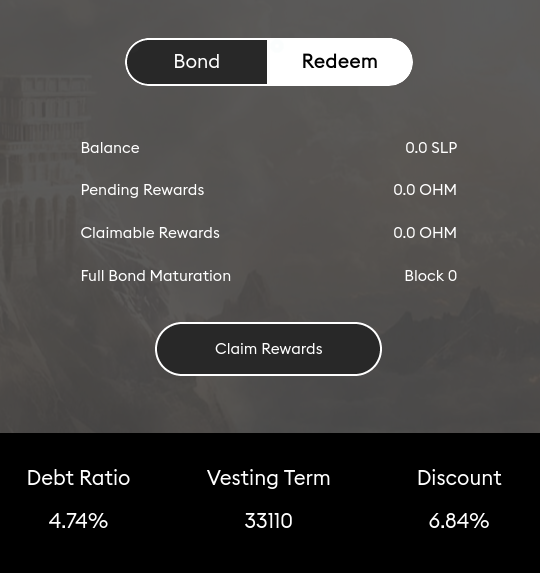 Bond Redeem
Balance 0.0 SLP
Pending Rewards 0.0 OHM
Claimable Rewards 0.0 OHM
Full Bond Maturation Block 0
Claim Rewards
Debt Ratio Vesting Term Discount
4.74% 33110 6.84%